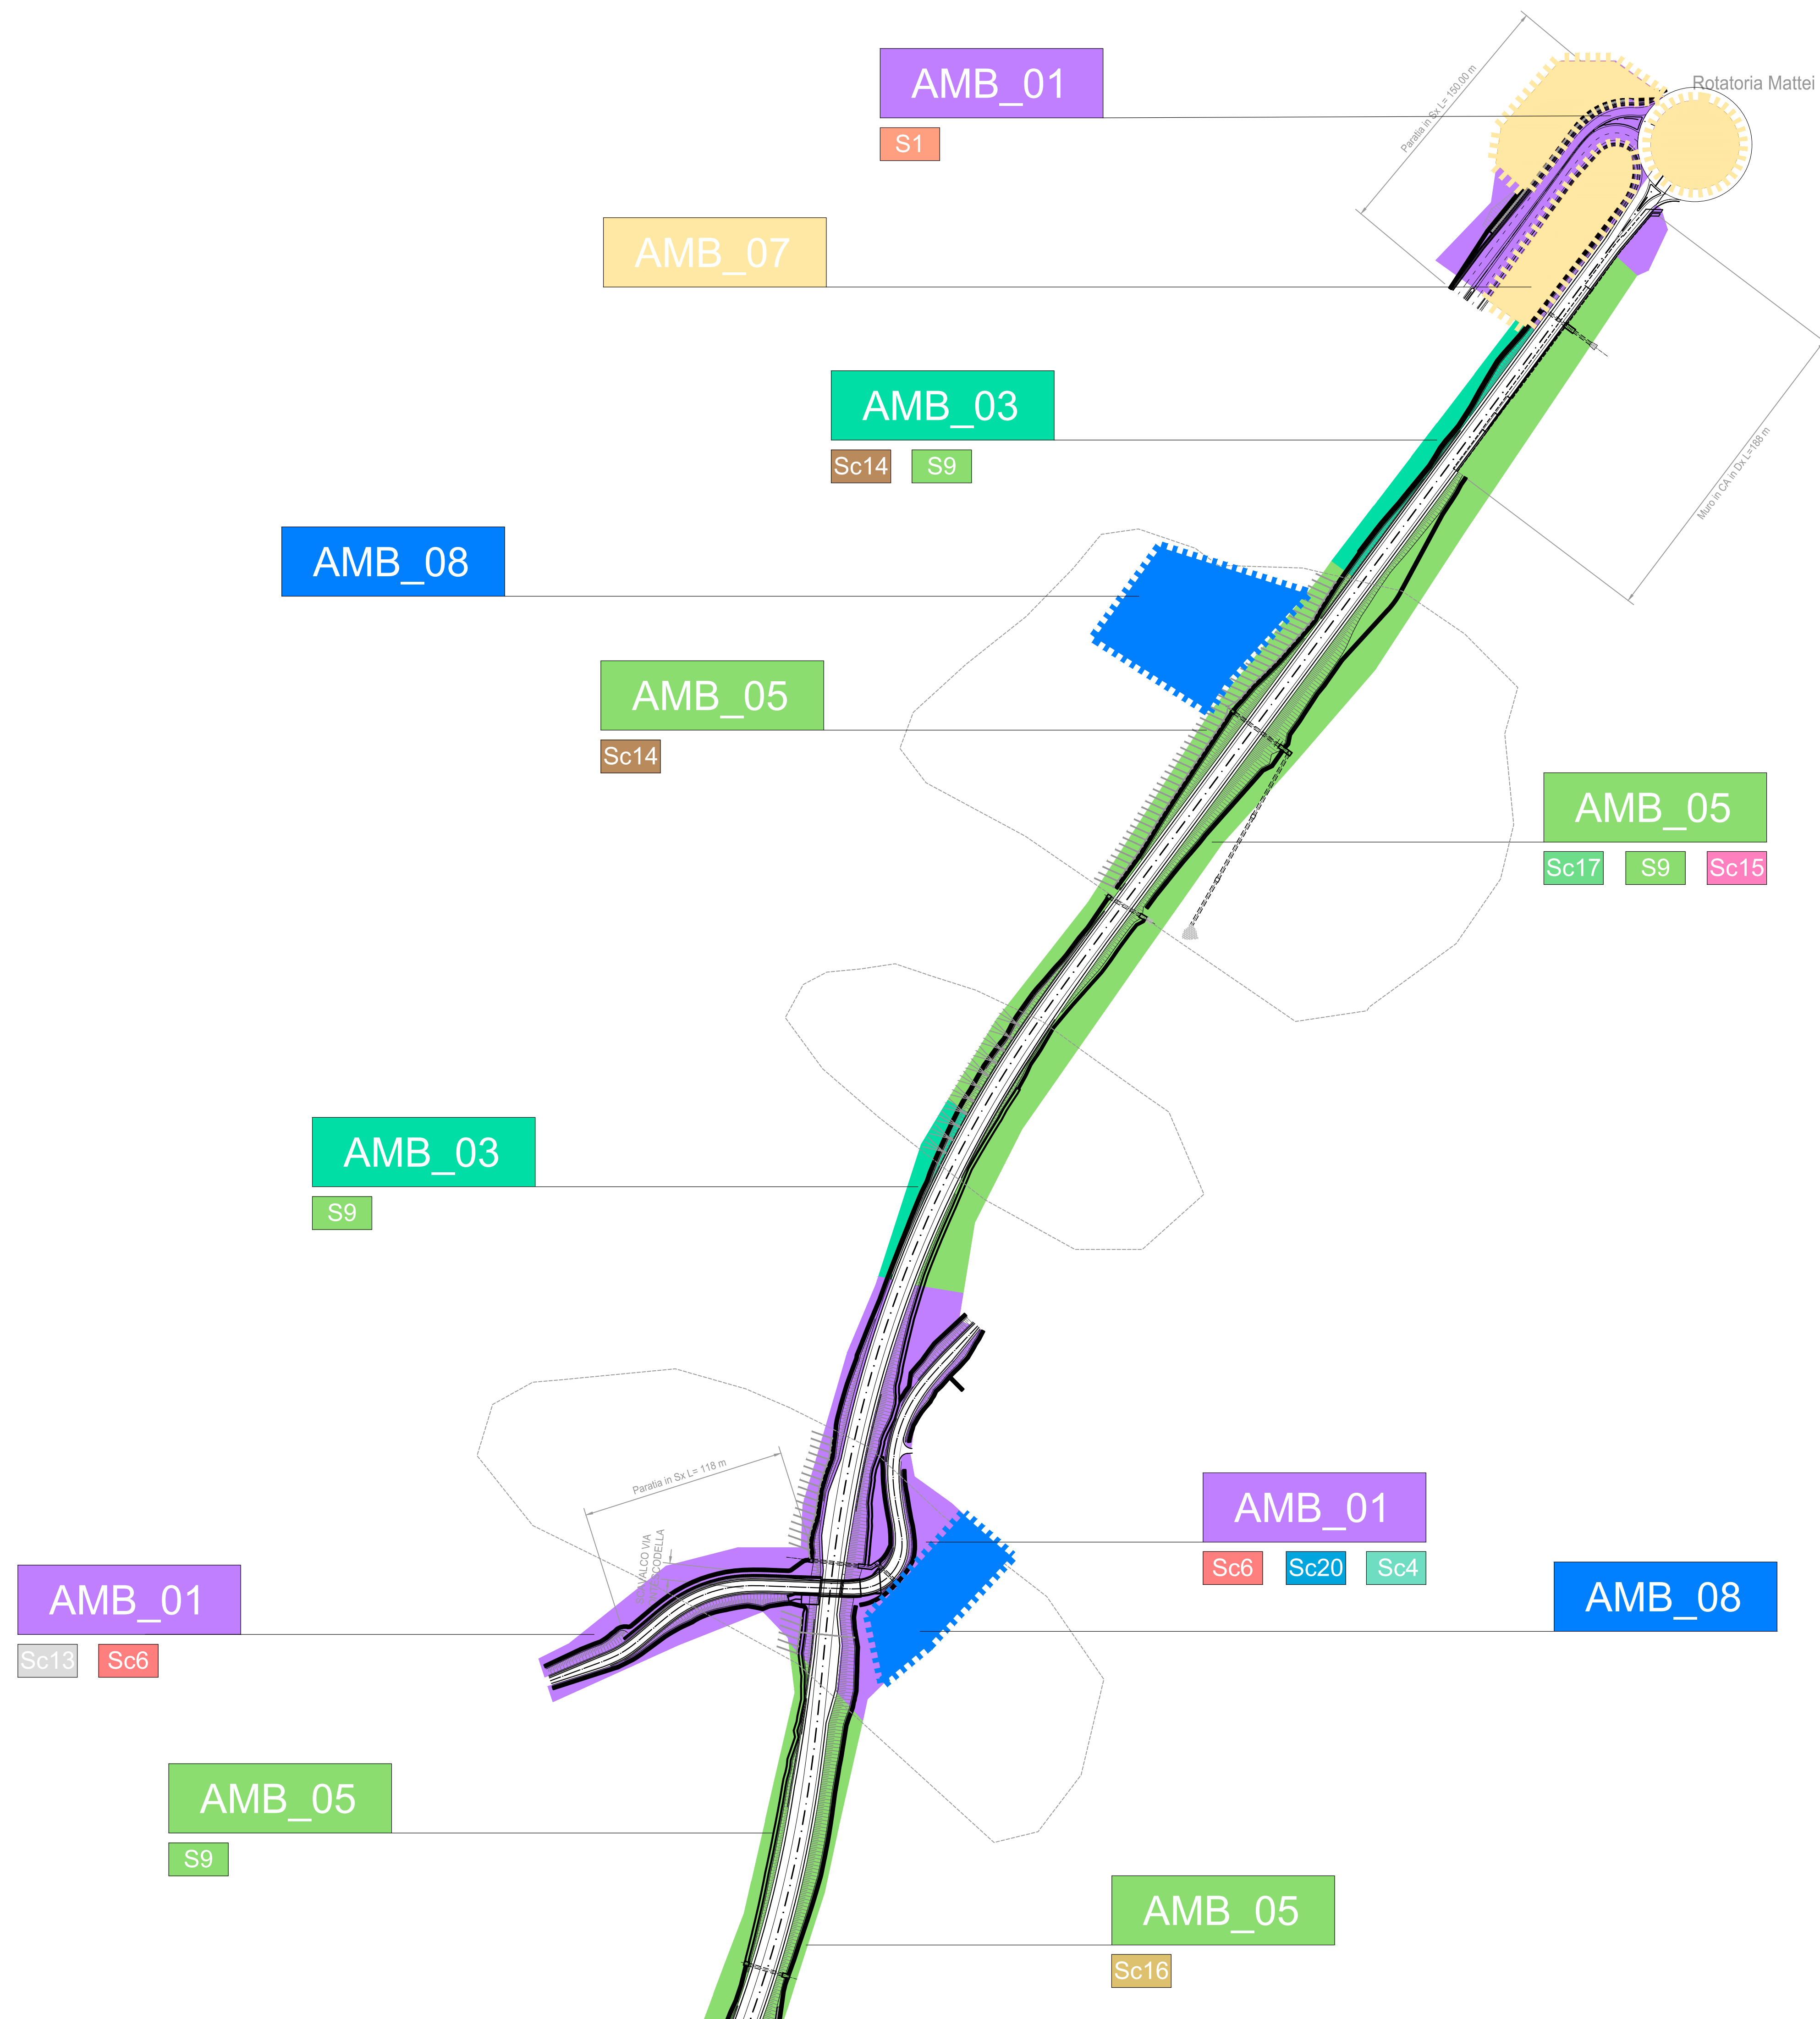 AMB_01
S1
Rotatoria Mattei
Paratia in Sx L= 150.00 m
AMB_07
AMB_03
Sc14 S9
Muro in CA in Dx L=188 m
AMB_08
AMB_05
Sc14
AMB_05
Sc17 S9 Sc15
AMB_03
S9
Paratia in Sx L= 118 m
VIA
AMB_01
Sc6 Sc20 Sc4
AMB_01
Sc13 Sc6
AMB_08
AMB_05
S9
AMB_05
Sc16